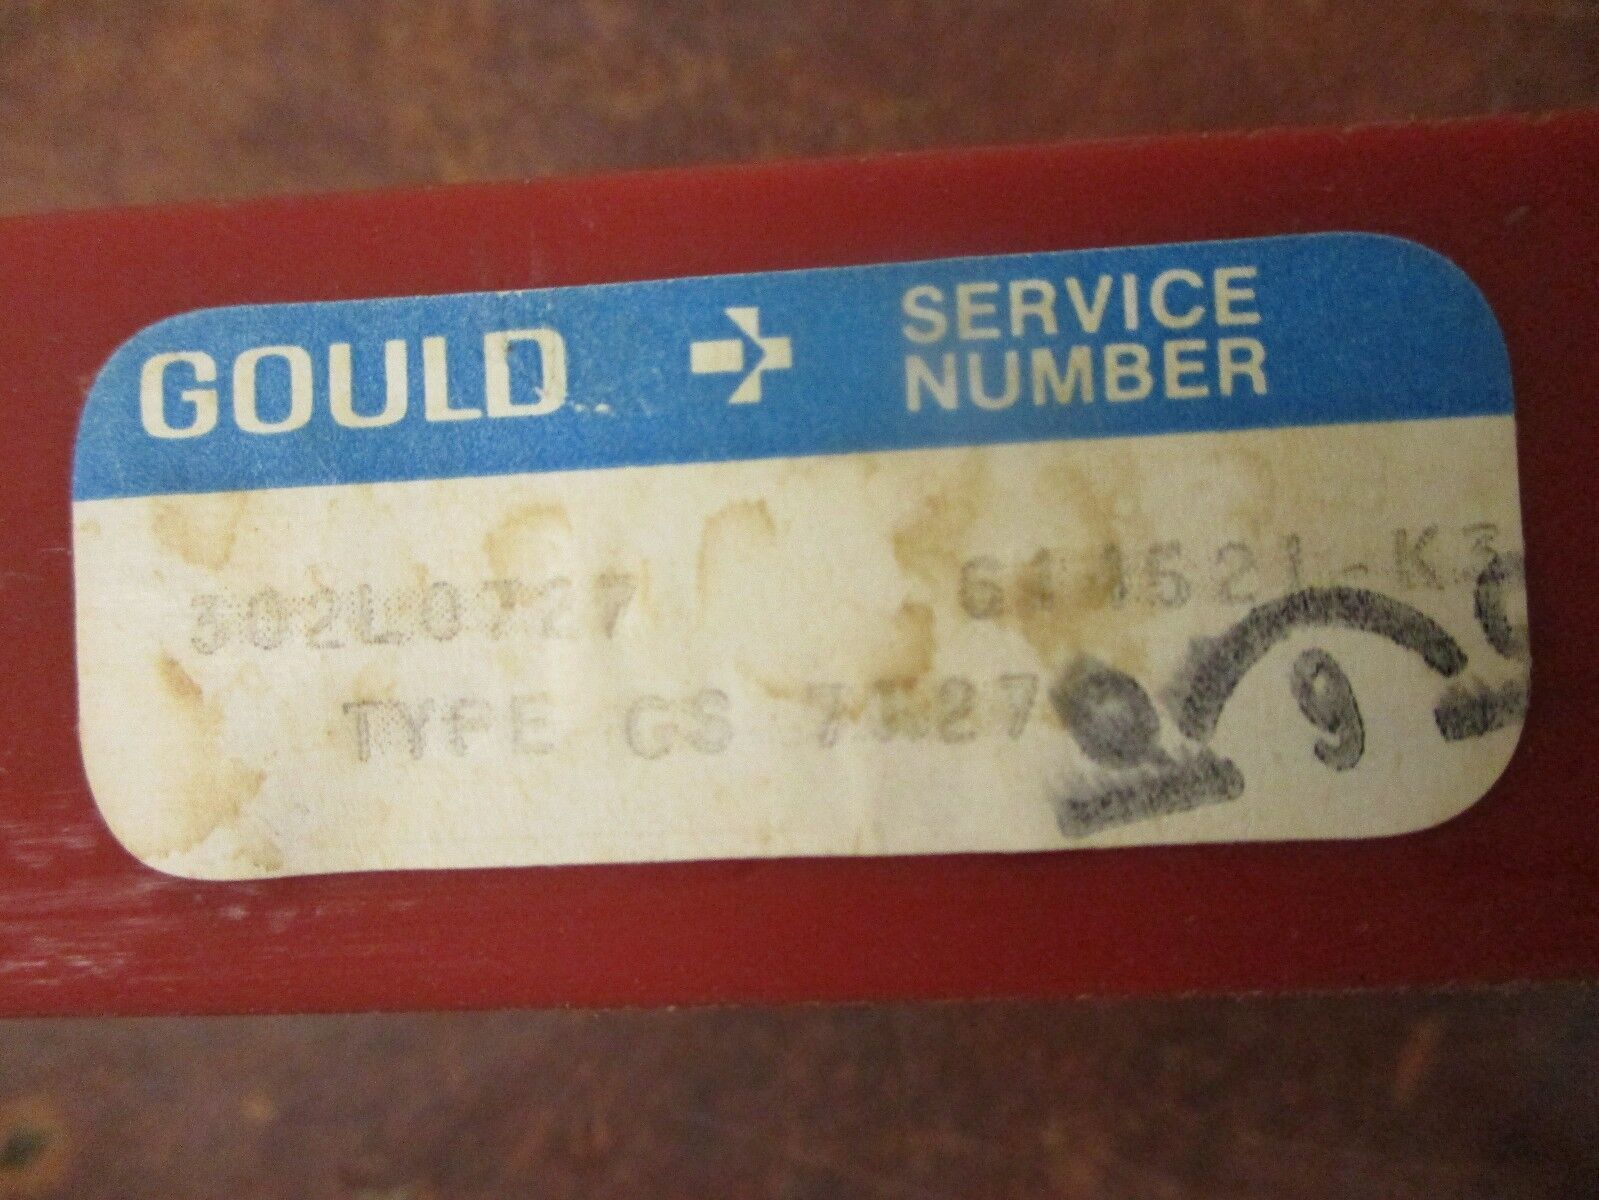 GOULD
SERVICE
NUMBER
302L0727
TYPE GS
9